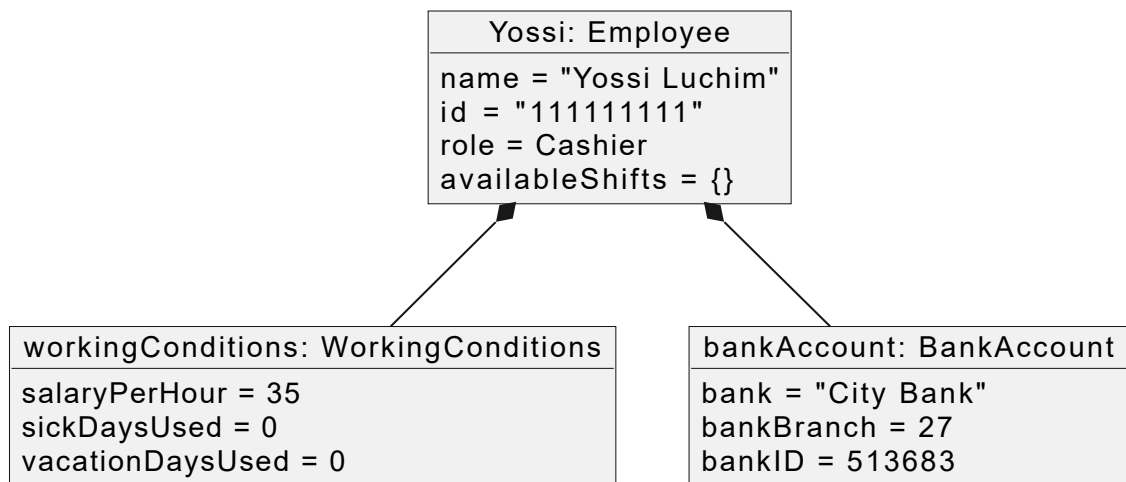 Yossi: Employee
name = "Yossi Luchim"
id = "111111111"
role = Cashier
availableShifts = {}
workingConditions: WorkingConditions
salaryPerHour = 35
sickDaysUsed = 0
vacationDaysUsed = 0
bankAccount: BankAccount
bank = "City Bank"
bankBranch = 27
bankID = 513683